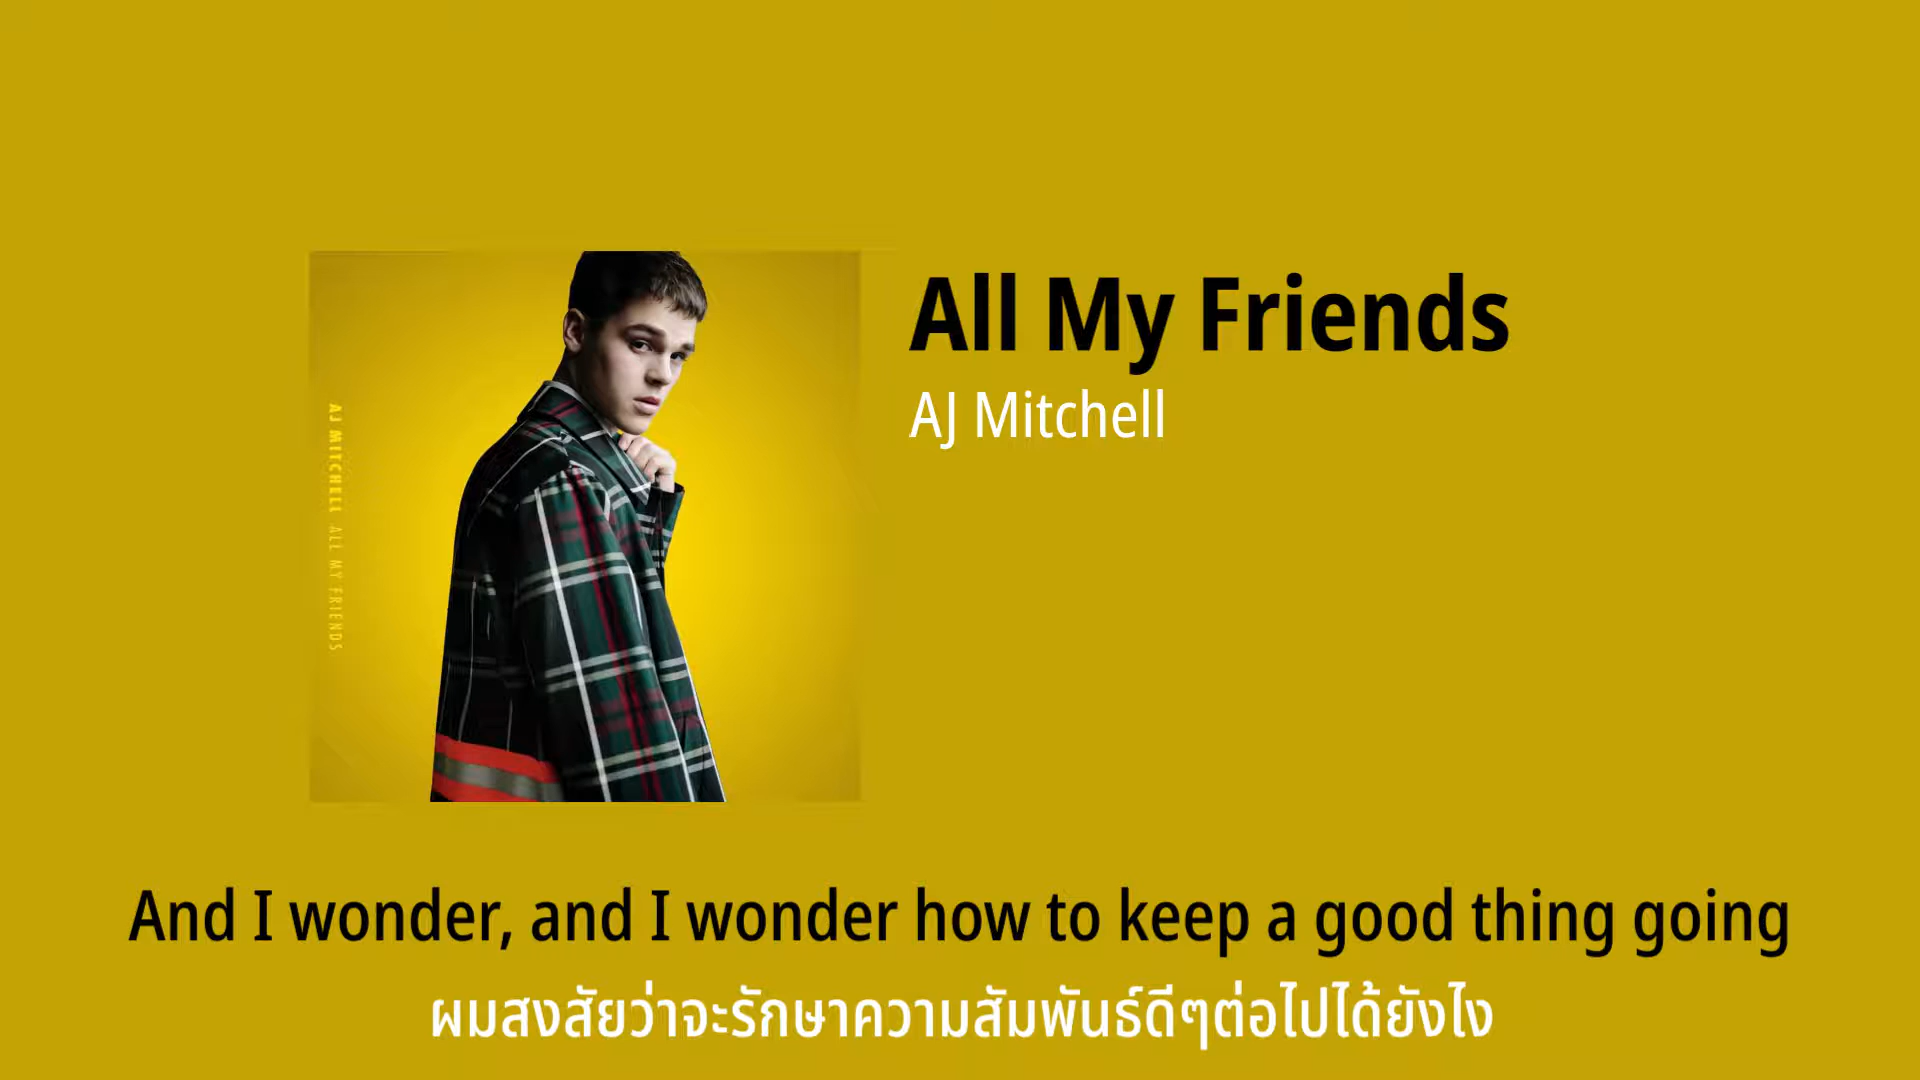 AJ MITCHELL ALL MY FRIENDS
All My Friends
AJ Mitchell
And I wonder, and I wonder how to keep a good thing going
ผมสงสัยว่าจะรักษาความสัมพันธ์ดีๆต่อไปได้ยังไง